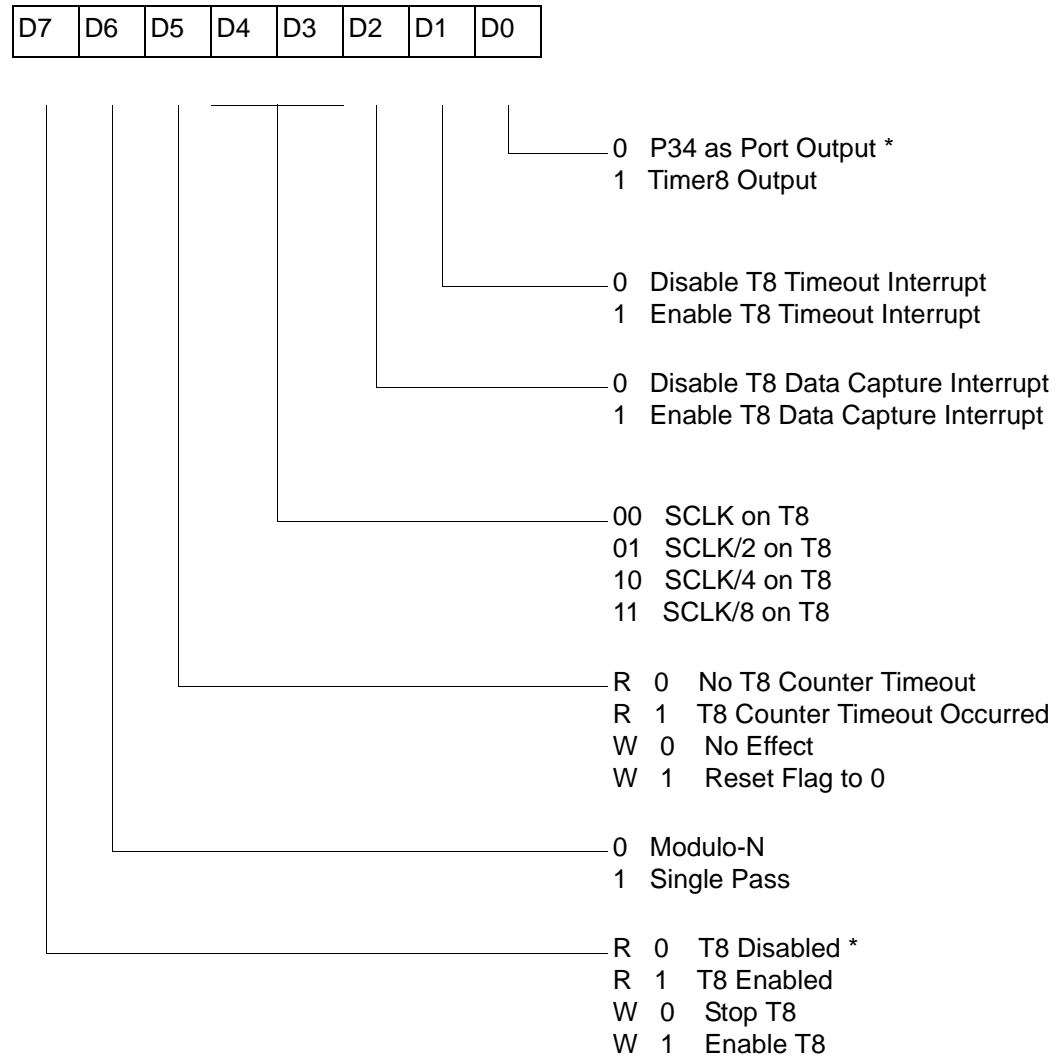 D7 D6 D5 D4 D3 D2 D1 D0
0 P34 as Port Output *
1 Timer8 Output
0 Disable T8 Timeout Interrupt
1 Enable T8 Timeout Interrupt
0 Disable T8 Data Capture Interrupt
1 Enable T8 Data Capture Interrupt
00 SCLK on T8
01 SCLK/2 on T8
10 SCLK/4 on T8
11 SCLK/8 on T8
R 0 No T8 Counter Timeout
R 1 T8 Counter Timeout Occurred
W 0 No Effect
W 1 Reset Flag to 0
0 Modulo-N
1 Single Pass
R 0 T8 Disabled *
R 1 T8 Enabled
W 0 Stop T8
W 1 Enable T8